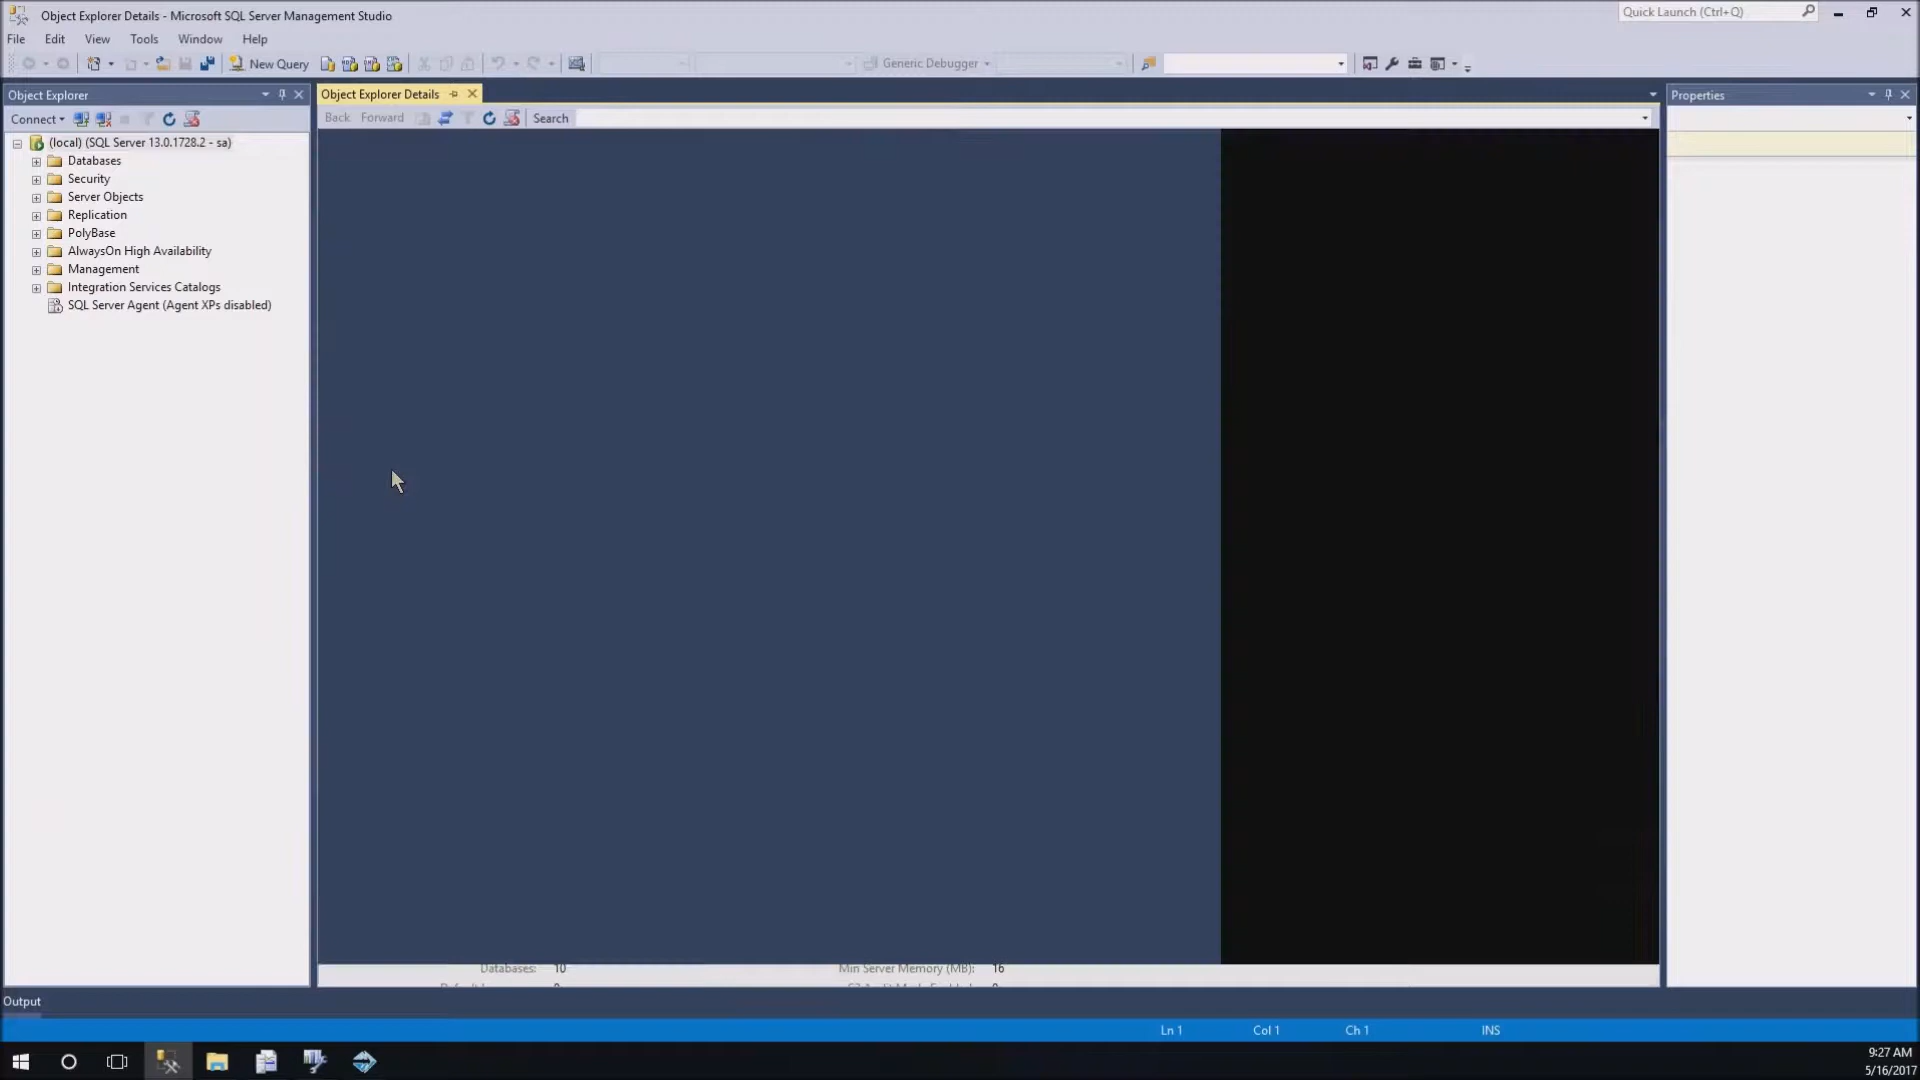 Object Explorer Details - Microsoft SQL Server Management Studio
Quick Launch (Ctrl+Q)
File Edit View Tools Window Help
New Query
Generic Debugger
Object Explorer
Object Explorer Details
Properties
Connect
Back Forward Search
(local) (SQL Server 13.0.1728.2 - sa)
Databases
Security
Server Objects
Replication
PolyBase
AlwaysOn High Availability
Management
Integration Services Catalogs
SQL Server Agent (Agent XPs disabled)
Databases: 10 Min Server Memory (MB): 16
Output
Ln 1 Col 1 Ch 1 INS
9:27 AM
5/16/2017